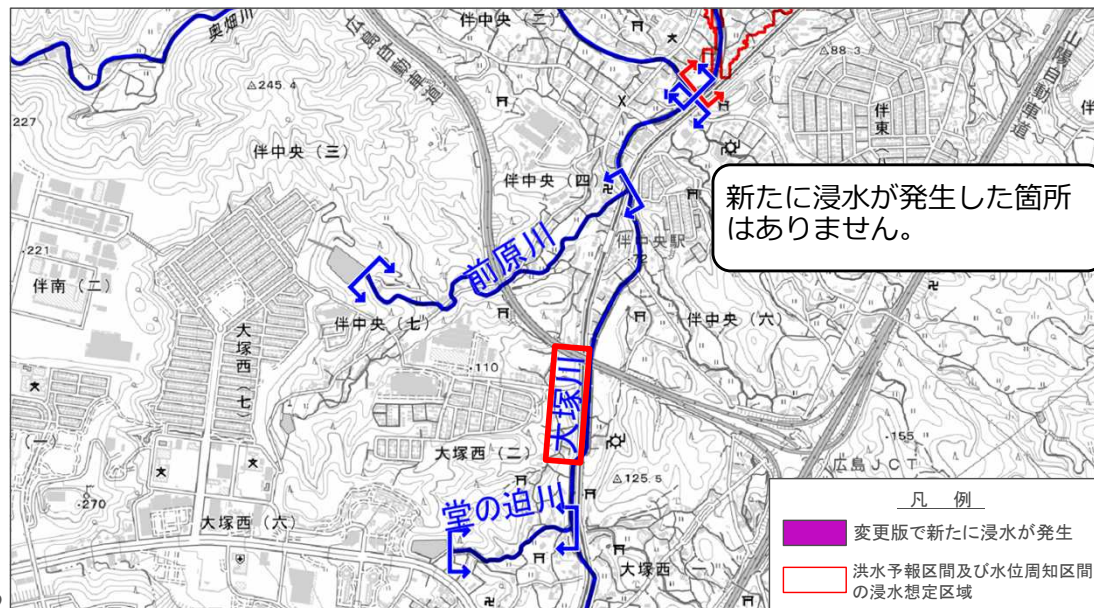 奥畑川
伴中央（二）
広島自動車道
山陽自動車道
△88.3
△245.4
227
伴中央（三）
伴東
伴中央（四）
新たに浸水が発生した箇所
はありません。
・221
伴南（二）
前原川
伴中央駅
72
伴中央（七）
伴中央（六）
大塚西（七）
・110
大塚川
大塚西（二）
・155
広島JCT
△125.5
・270
大塚西（六）
堂の迫川
大塚西
凡 例
変更版で新たに浸水が発生
洪水予報区間及び水位周知区間
の浸水想定区域